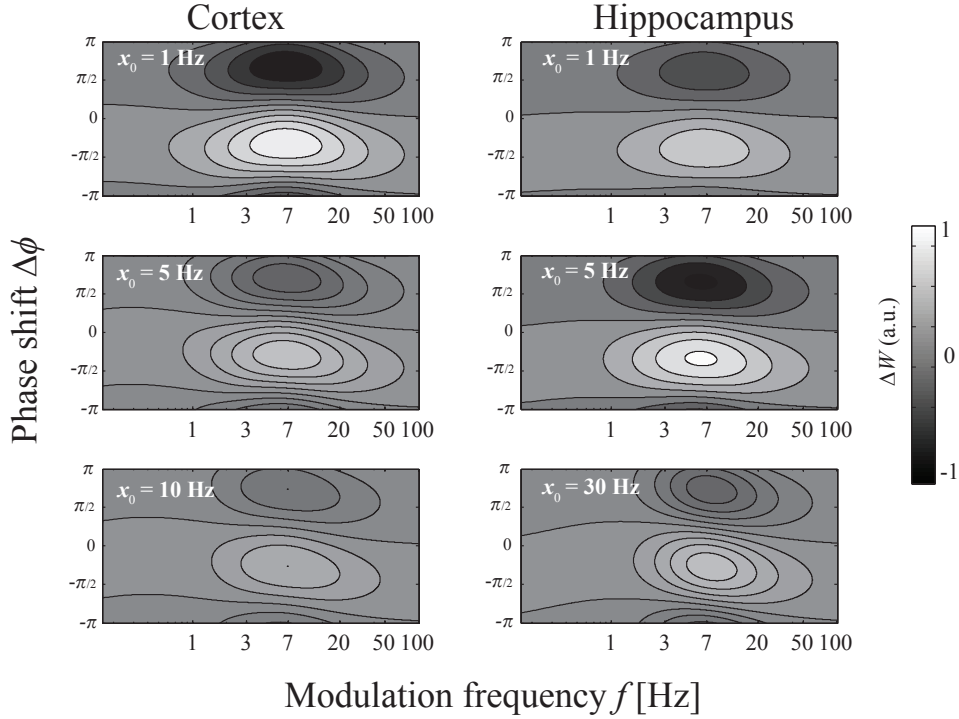 Cortex
Hippocampus
π
π/2
0
-π/2
-π
x₀ = 1 Hz
1 3 7 20 50 100
π
π/2
0
-π/2
-π
x₀ = 1 Hz
1 3 7 20 50 100
π
π/2
0
-π/2
-π
x₀ = 5 Hz
1 3 7 20 50 100
π
π/2
0
-π/2
-π
x₀ = 5 Hz
1 3 7 20 50 100
π
π/2
0
-π/2
-π
x₀ = 10 Hz
1 3 7 20 50 100
π
π/2
0
-π/2
-π
x₀ = 30 Hz
1 3 7 20 50 100
Phase shift Δϕ
Modulation frequency f [Hz]
ΔW (a.u.)
1
0
-1